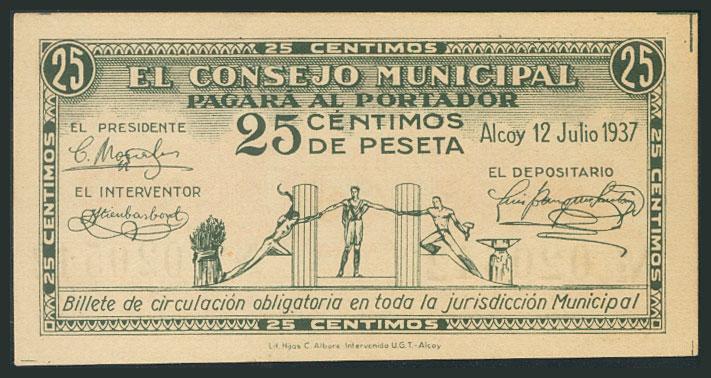 25 CENTIMOS
25
25
EL CONSEJO MUNICIPAL
PAGARÁ AL PORTADOR
25 CÉNTIMOS
DE PESETA
Alcoy 12 Julio 1937
EL PRESIDENTE
EL INTERVENTOR
EL DEPOSITARIO
25 CENTIMOS
25 CENTIMOS
Billete de circulación obligatoria en toda la jurisdicción Municipal
25 CENTIMOS
Lit. Hijos C. Albors. Intervenida U.G.T.-Alcoy